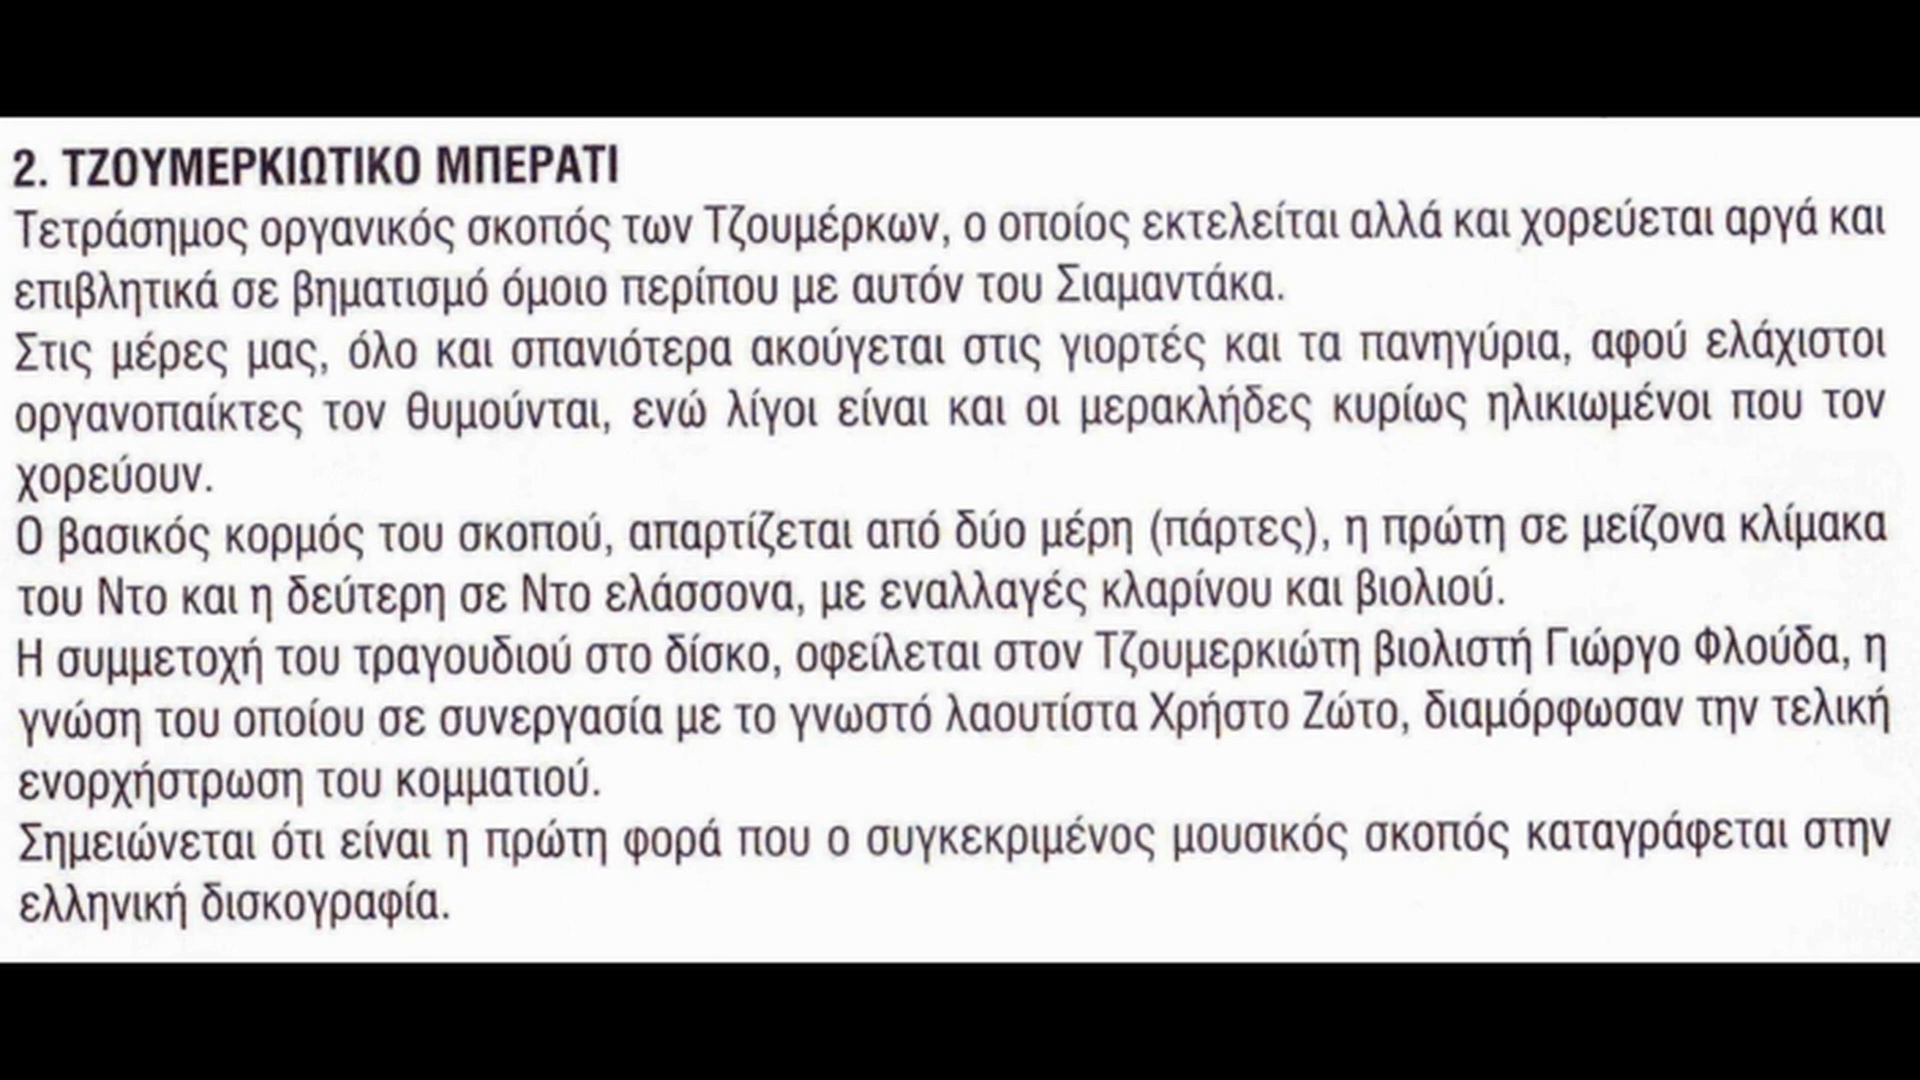 2. ΤΖΟΥΜΕΡΚΙΩΤΙΚΟ ΜΠΕΡΑΤΙ
Τετράσημος οργανικός σκοπός των Τζουμέρκων, ο οποίος εκτελείται αλλά και χορεύεται αργά και
επιβλητικά σε βηματισμό όμοιο περίπου με αυτόν του Σιαμαντάκα.
Στις μέρες μας, όλο και σπανιότερα ακούγεται στις γιορτές και τα πανηγύρια, αφού ελάχιστοι
οργανοπαίκτες τον θυμούνται, ενώ λίγοι είναι και οι μερακλήδες κυρίως ηλικιωμένοι που τον
χορεύουν.
Ο βασικός κορμός του σκοπού, απαρτίζεται από δύο μέρη (πάρτες), η πρώτη σε μείζονα κλίμακα
του Ντο και η δεύτερη σε Ντο ελάσσονα, με εναλλαγές κλαρίνου και βιολιού.
Η συμμετοχή του τραγουδιού στο δίσκο, οφείλεται στον Τζουμερκιώτη βιολιστή Γιώργο Φλούδα, η
γνώση του οποίου σε συνεργασία με το γνωστό λαουτίστα Χρήστο Ζώτο, διαμόρφωσαν την τελική
ενορχήστρωση του κομματιού.
Σημειώνεται ότι είναι η πρώτη φορά που ο συγκεκριμένος μουσικός σκοπός καταγράφεται στην
ελληνική δισκογραφία.